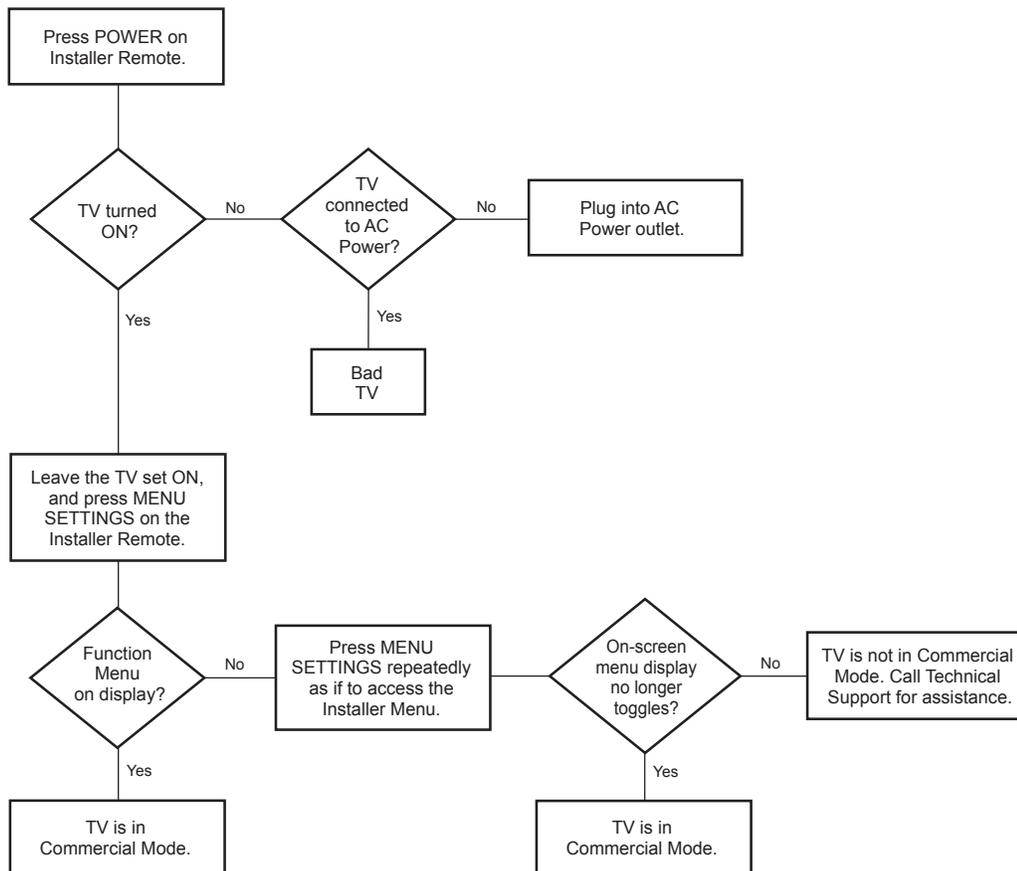 Press POWER on
Installer Remote.
TV turned
ON?
No
TV
connected
to AC
Power?
No
Plug into AC
Power outlet.
Yes
Yes
Bad
TV
Leave the TV set ON,
and press MENU
SETTINGS on the
Installer Remote.
Function
Menu
on display?
No
Press MENU
SETTINGS repeatedly
as if to access the
Installer Menu.
On-screen
menu display
no longer
toggles?
No
TV is not in Commercial
Mode. Call Technical
Support for assistance.
Yes
Yes
TV is in
Commercial Mode.
TV is in
Commercial Mode.